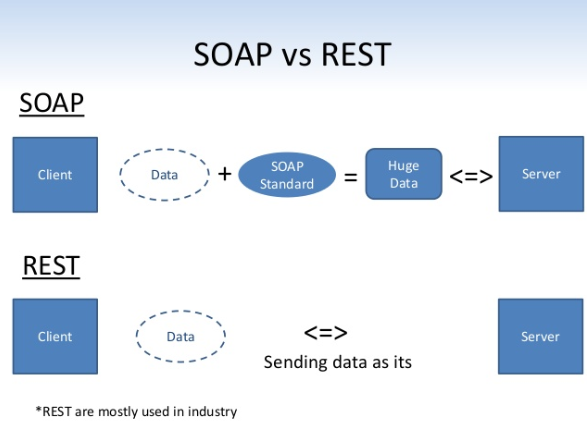 SOAP vs REST
SOAP
Client
Data
+
SOAP
Standard
=
Huge
Data
<=>
Server
REST
Client
Data
<=>
Sending data as its
Server
*REST are mostly used in industry